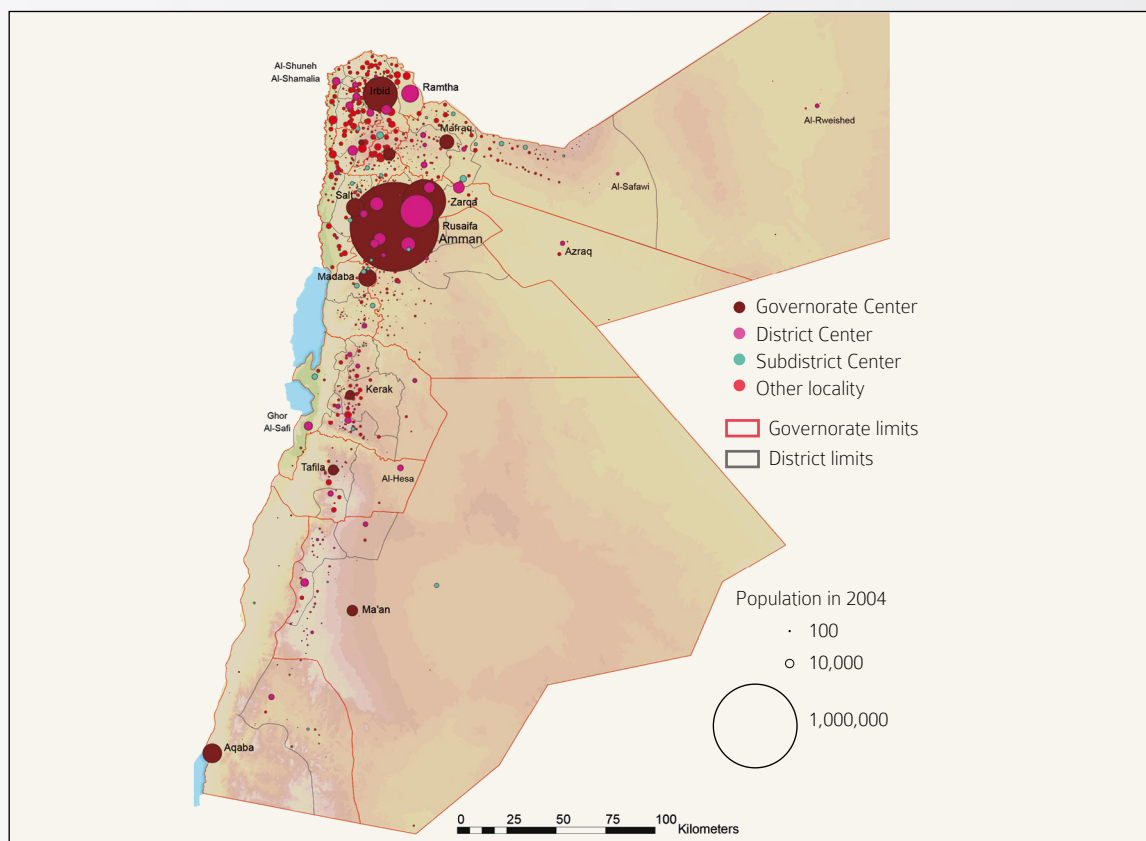 Al-Shuneh
Al-Shamalia
Irbid
Ramtha
Mafraq
Al-Rweished
Al-Safawi
Salt
Zarqa
Rusaifa
Amman
Azraq
Madaba
Governorate Center
District Center
Subdistrict Center
Other locality
Governorate limits
District limits
Kerak
Ghor
Al-Safi
Tafila
Al-Hesa
Ma'an
Aqaba
Population in 2004
100
10,000
1,000,000
0 25 50 75 100
Kilometers